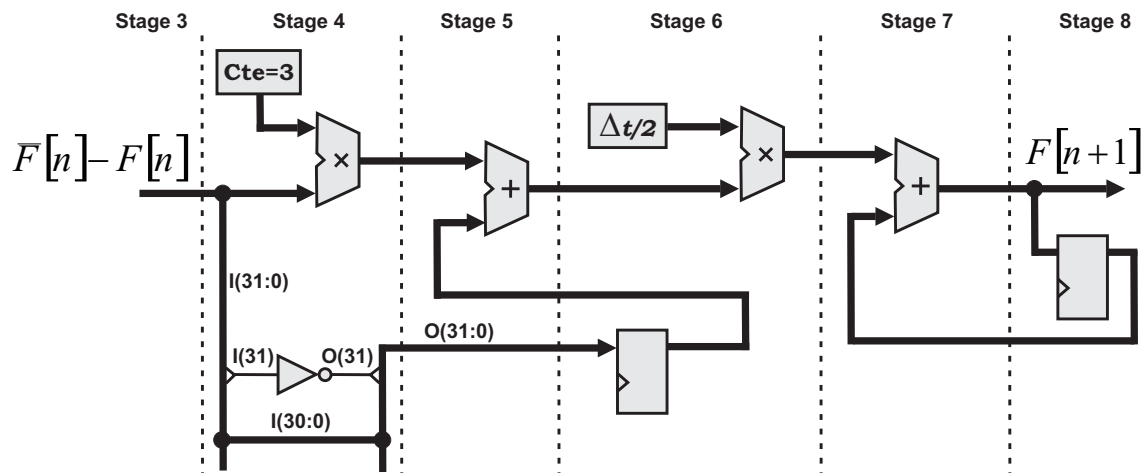 Stage 3 Stage 4 Stage 5 Stage 6 Stage 7 Stage 8
Cte=3
Δt/2
F̅[n]−F[n]
F[n+1]
×
+
×
+
I(31:0)
O(31:0)
I(31) O(31)
I(30:0)